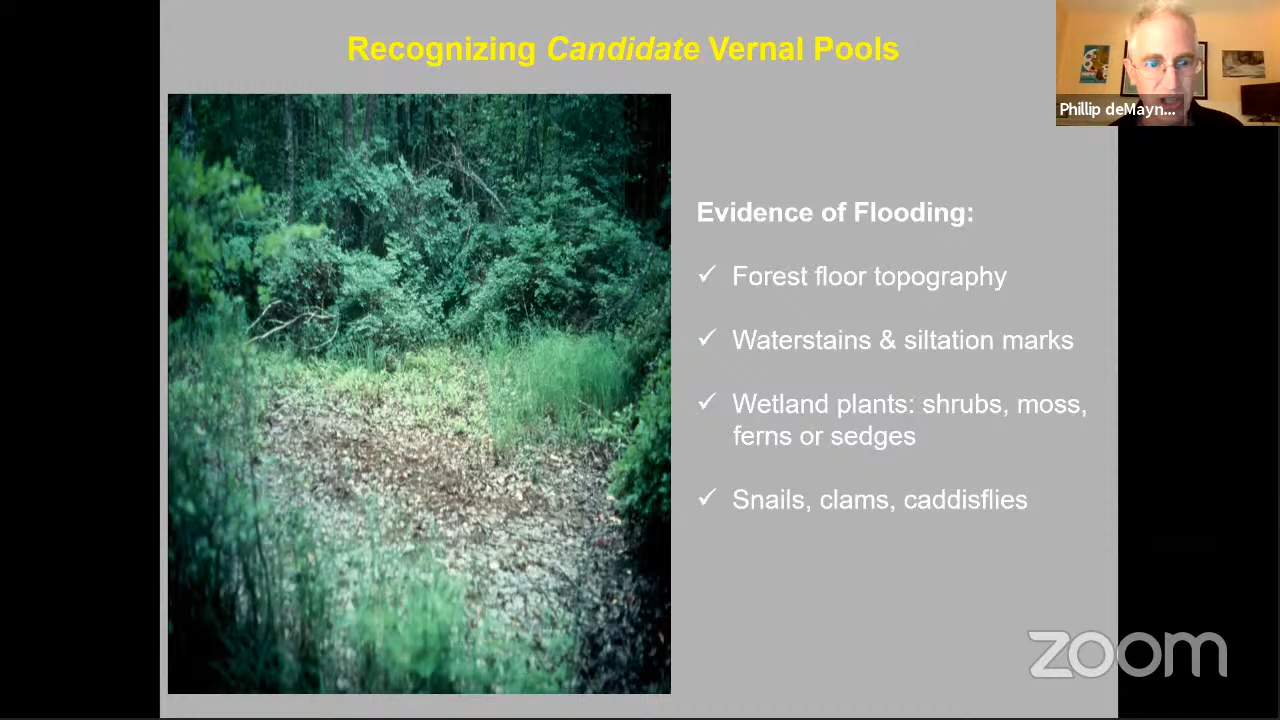 Recognizing Candidate Vernal Pools
Phillip deMayn...
Evidence of Flooding:
✓ Forest floor topography
✓ Waterstains & siltation marks
✓ Wetland plants: shrubs, moss,
ferns or sedges
✓ Snails, clams, caddisflies
zoom